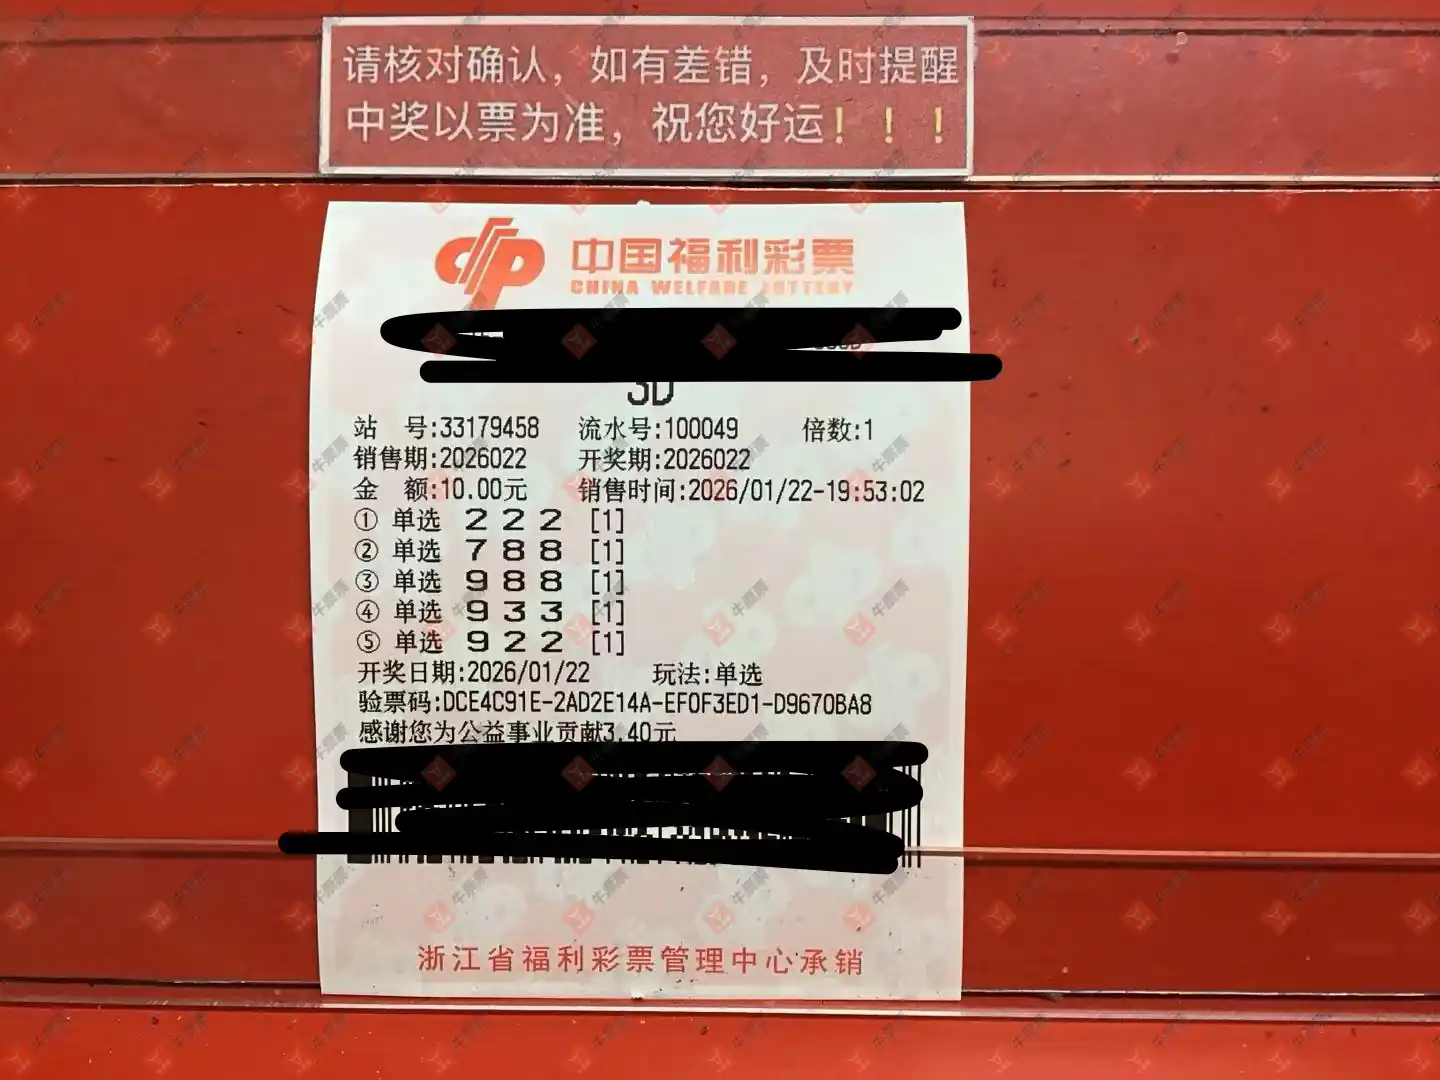 请核对确认，如有差错，及时提醒
中奖以票为准，祝您好运！！！
中国福利彩票
CHINA WELFARE LOTTERY
3D
站 号:33179458 流水号:100049 倍数:1
销售期:2026022 开奖期:2026022
金 额:10.00元 销售时间:2026/01/22-19:53:02
① 单选 2 2 2 [1]
② 单选 7 8 8 [1]
③ 单选 9 8 8 [1]
④ 单选 9 3 3 [1]
⑤ 单选 9 2 2 [1]
开奖日期:2026/01/22 玩法:单选
验票码:DCE4C91E-2AD2E14A-EF0F3ED1-D9670BA8
感谢您为公益事业贡献3.40元
浙江省福利彩票管理中心承销
牛票票